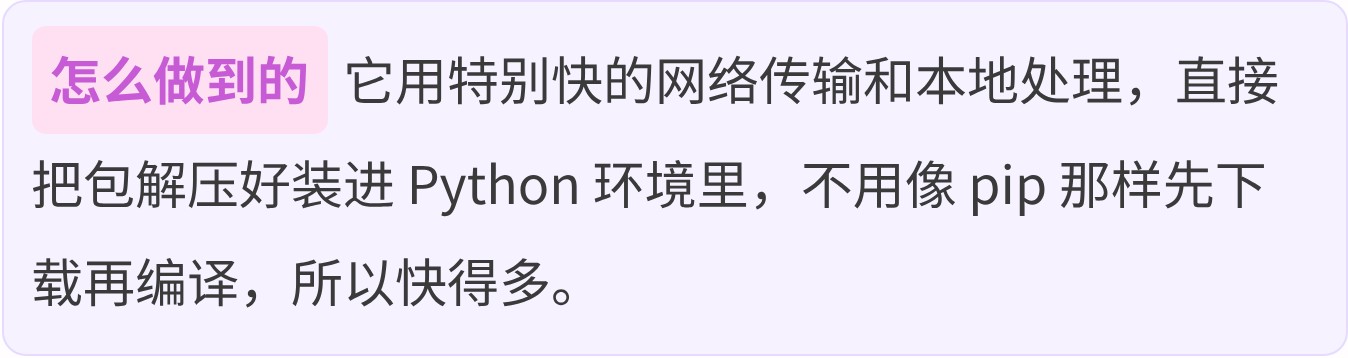 怎么做到的 它用特别快的网络传输和本地处理，直接
把包解压好装进 Python 环境里，不用像 pip 那样先下
载再编译，所以快得多。